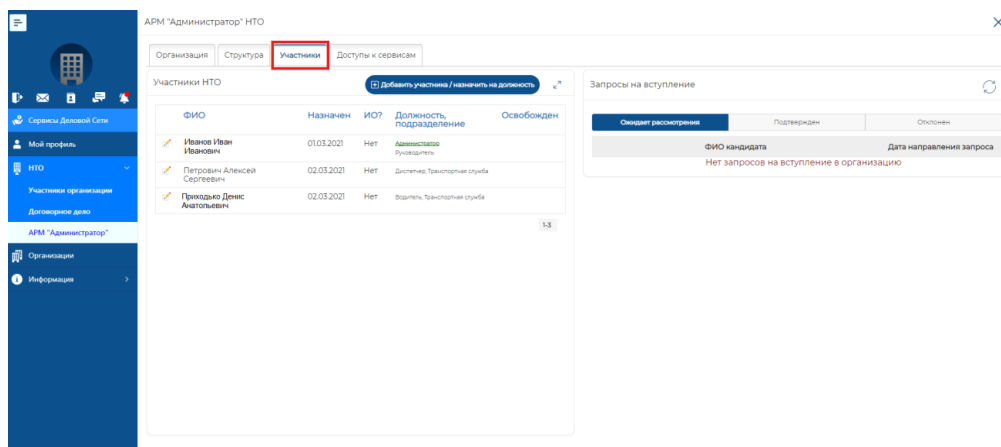 АРМ "Администратор" НТО
Сервисы Деловой Сети
Мой профиль
НТО
Участники организации
Договорное дело
АРМ "Администратор"
Организации
Информация
Организация Структура Участники Доступы к сервисам
Участники НТО
Добавить участника / назначить на должность
ФИО Назначен ИО? Должность, Освобожден
подразделение
Иванов Иван 01.03.2021 Нет Администратор
Иванович Руководитель
Петрович Алексей 02.03.2021 Нет Диспетчер, Транспортная служба
Сергеевич
Приходько Денис 02.03.2021 Нет Водитель, Транспортная служба
Анатольевич
1-3
Запросы на вступление
Ожидает рассмотрения Подтвержден Отклонен
ФИО кандидата Дата направления запроса
Нет запросов на вступление в организацию